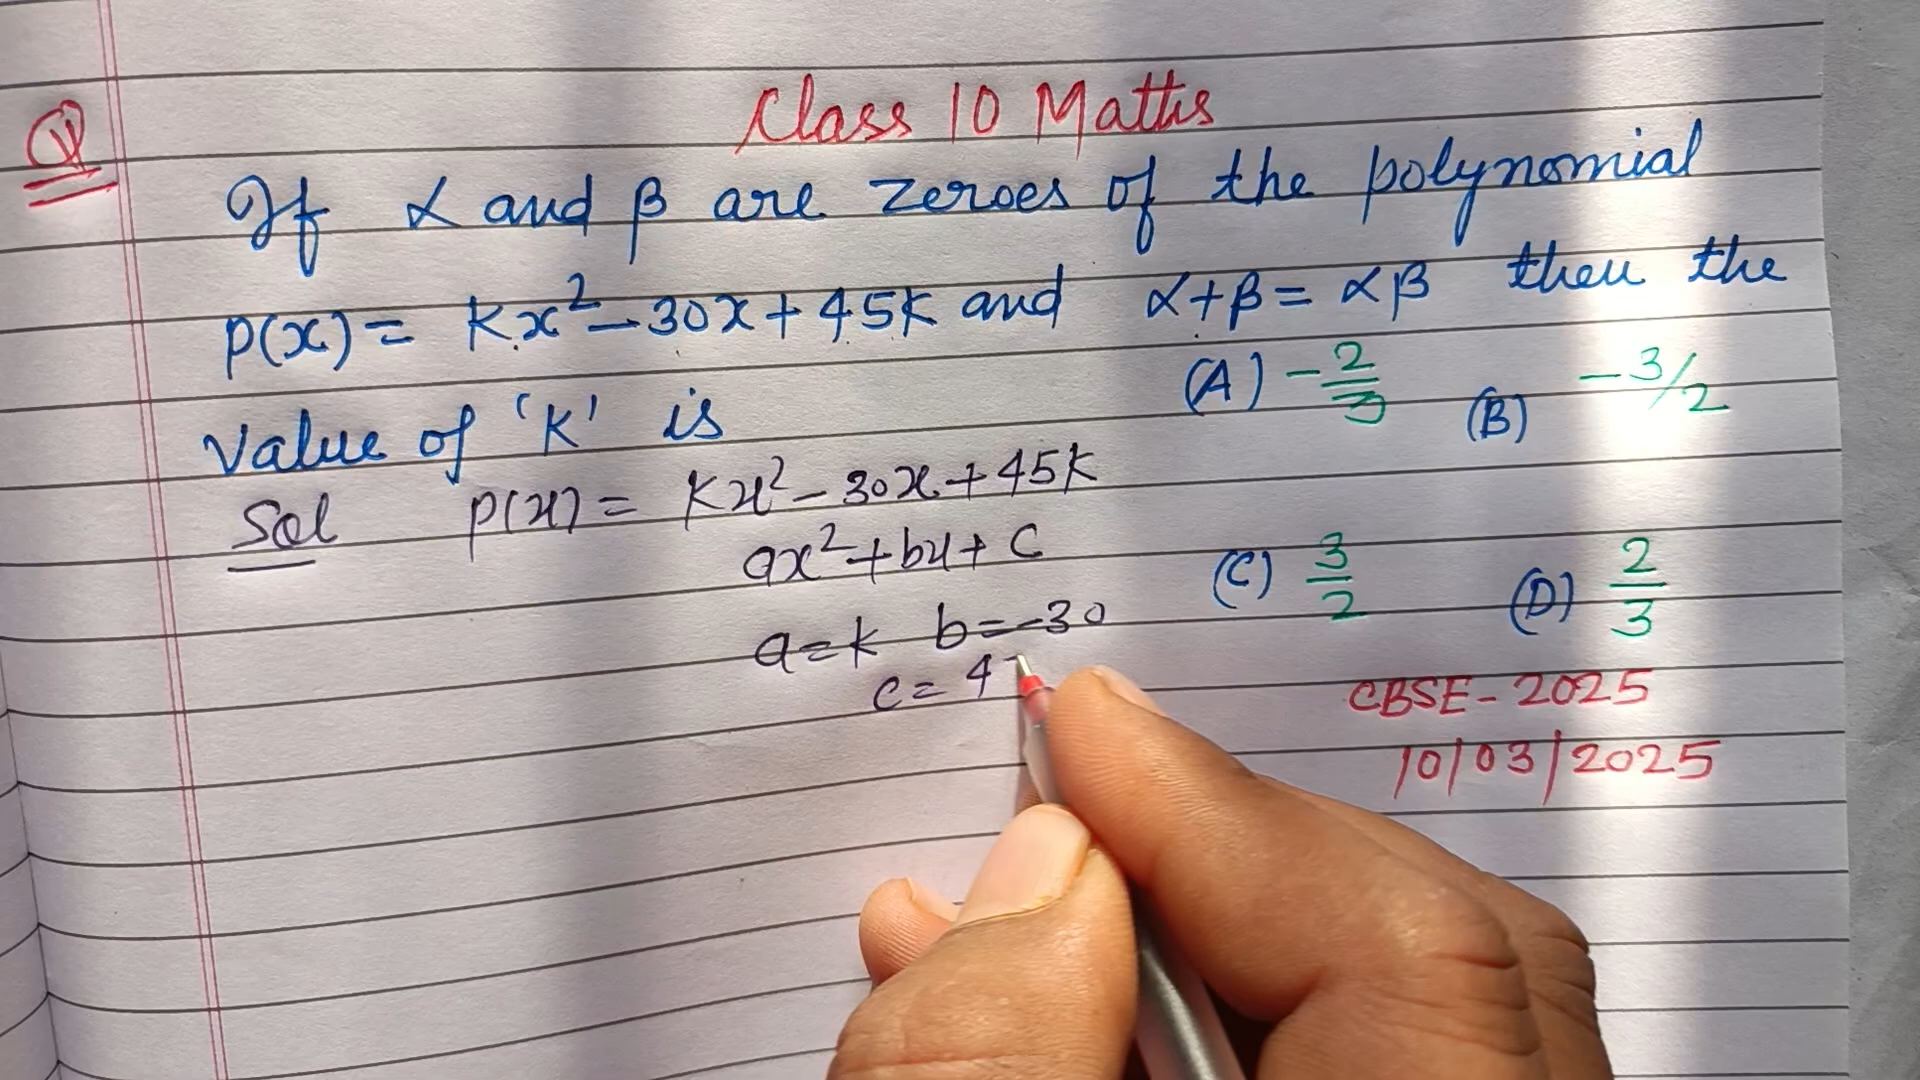 Class 10 Maths
Q
If α and β are zeroes of the polynomial
P(x) = Kx² - 30x + 45K and α+β = αβ then the
Value of 'K' is
(A) -2/3 (B) -3/2
Sol P(x) = Kx² - 30x + 45k
ax² + bx + c
(C) 3/2 (D) 2/3
a = k b = -30
c = 4
CBSE - 2025
10/03/2025